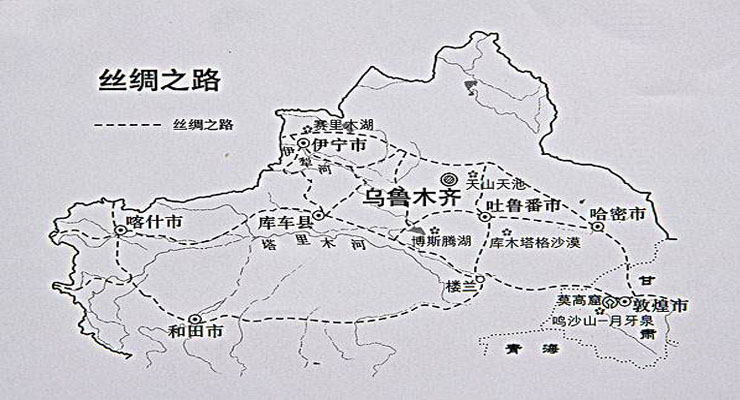 丝绸之路
丝绸之路
赛里木湖
伊宁市
伊犁河
天山天池
乌鲁木齐
吐鲁番市
哈密市
喀什市
库车县
塔里木河
博斯腾湖
库木塔格沙漠
楼兰
甘肃
莫高窟
敦煌市
鸣沙山-月牙泉
和田市
青海